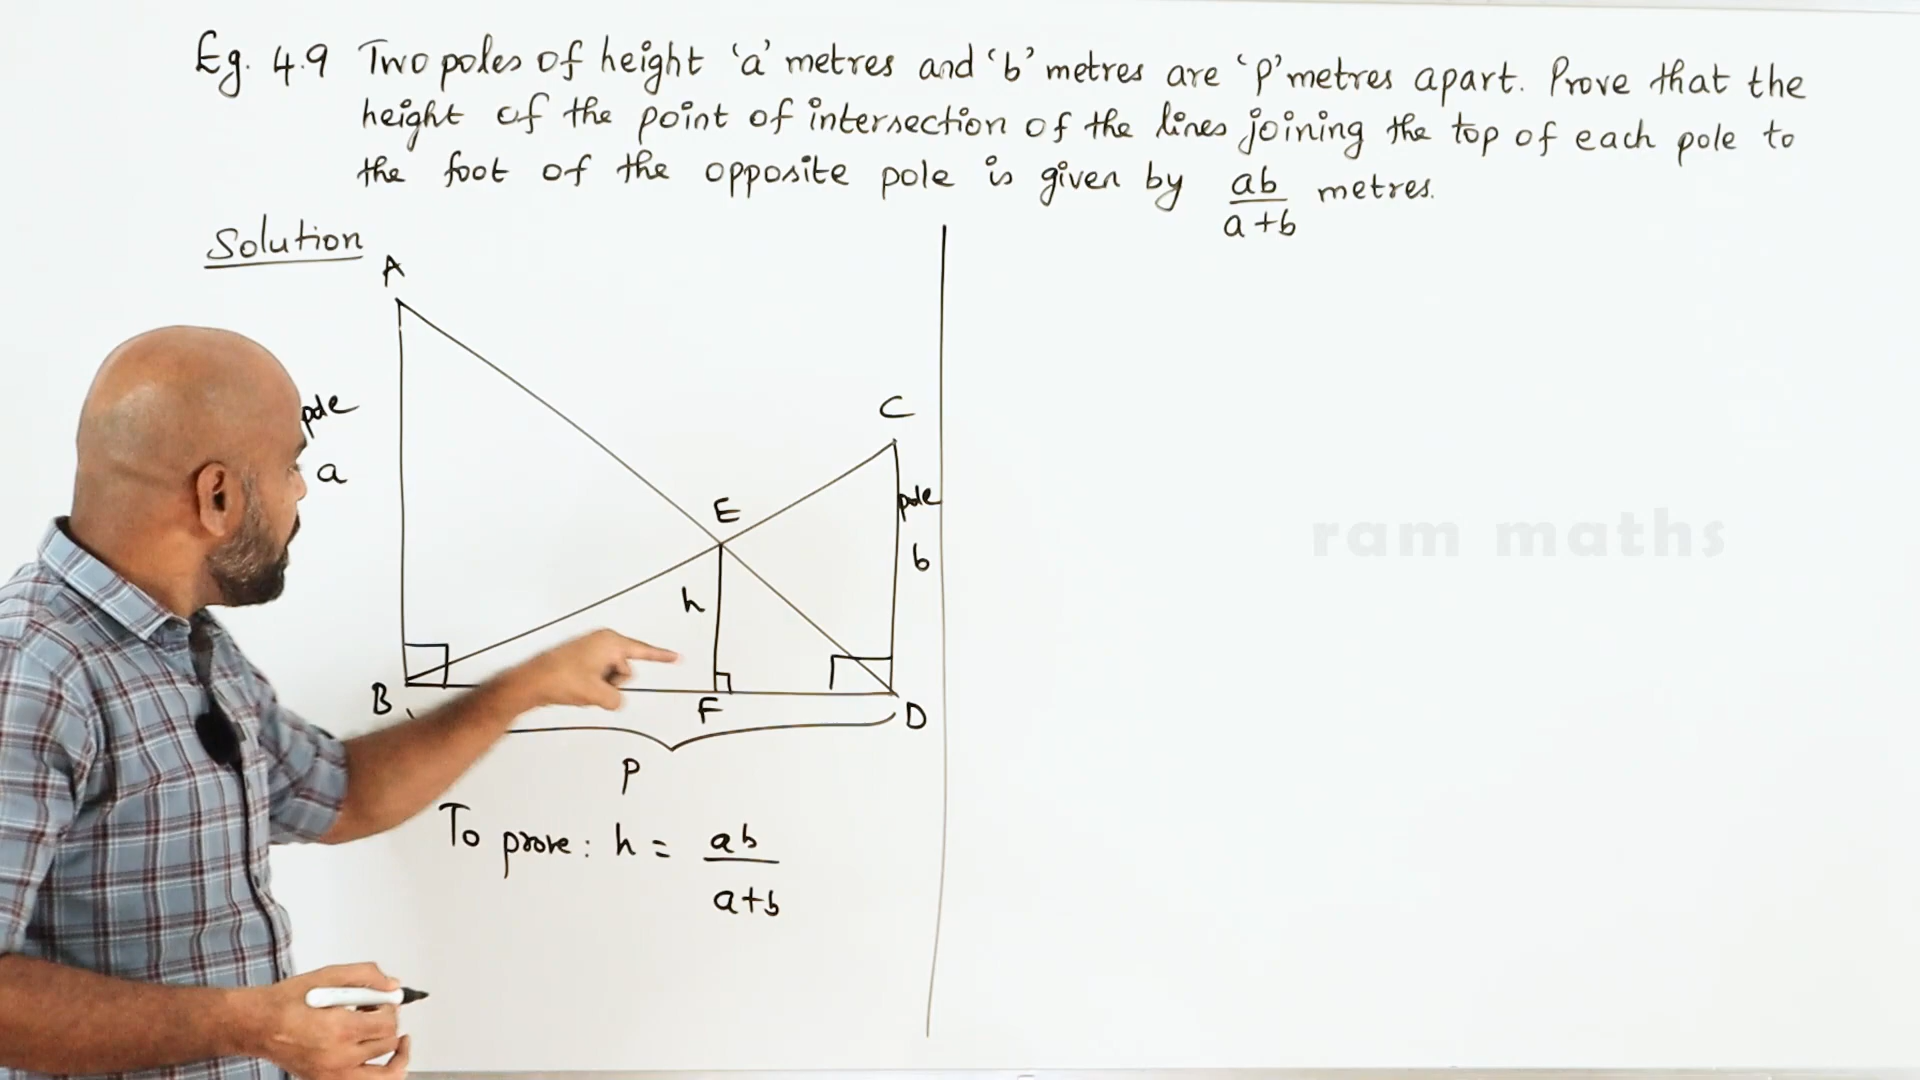 Eg. 4.9 Two poles of height 'a' metres and 'b' metres are 'p' metres apart. Prove that the
height of the point of intersection of the lines joining the top of each pole to
the foot of the opposite pole is given by ab/a+b metres.
Solution
A
pole
a
C
pole
b
E
h
B
F
D
P
To prove: h = ab/a+b
ram maths